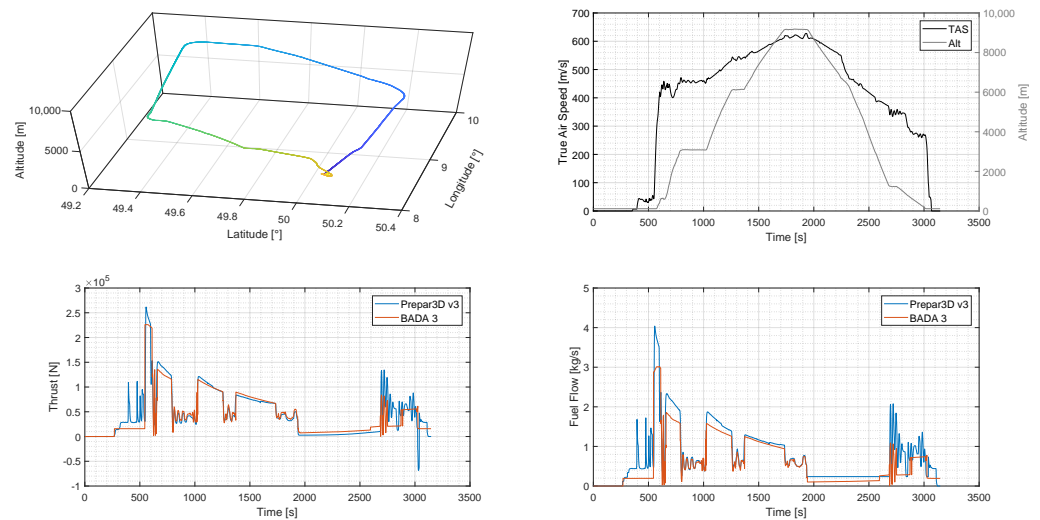 10,000
5000
0
Altitude [m]
49.2
49.4
49.6
49.8
50
50.2
50.4
Latitude [°]
8
9
10
Longitude [°]
700
600
500
400
300
200
100
0
True Air Speed [m/s]
10,000
8000
6000
4000
2000
0
Altitude [m]
TAS
Alt
0 500 1000 1500 2000 2500 3000 3500
Time [s]
×10⁵
3
2.5
2
1.5
1
0.5
0
-0.5
-1
Thrust [N]
Prepar3D v3
BADA 3
0 500 1000 1500 2000 2500 3000 3500
Time [s]
5
4
3
2
1
0
Fuel Flow [kg/s]
Prepar3D v3
BADA 3
0 500 1000 1500 2000 2500 3000 3500
Time [s]